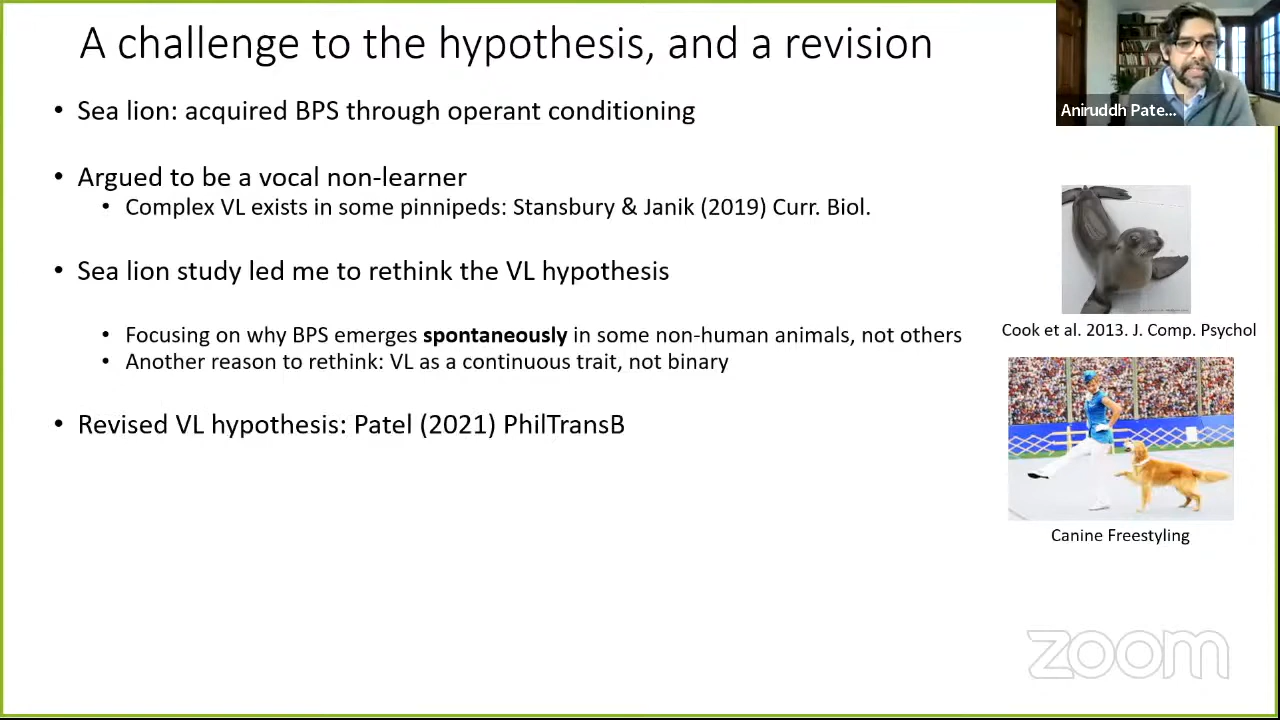 A challenge to the hypothesis, and a revision
Aniruddh Pate...
• Sea lion: acquired BPS through operant conditioning
• Argued to be a vocal non-learner
• Complex VL exists in some pinnipeds: Stansbury & Janik (2019) Curr. Biol.
• Sea lion study led me to rethink the VL hypothesis
• Focusing on why BPS emerges spontaneously in some non-human animals, not others
• Another reason to rethink: VL as a continuous trait, not binary
• Revised VL hypothesis: Patel (2021) PhilTransB
Cook et al. 2013. J. Comp. Psychol
Canine Freestyling
zoom